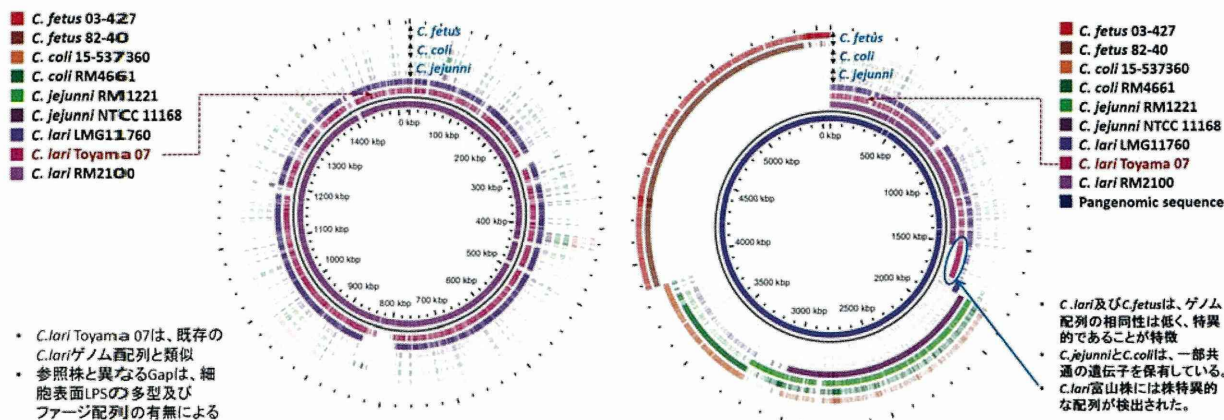 C. fetus 03-427
C. fetus 82-40
C. coli 15-537360
C. coli RM4661
C. jejunni RM1221
C. jejunni NTCC 11168
C. lari LMG11760
C. lari Toyama 07
C. lari RM2100
C. fetus
C. coli
C. jejunni
0 kbp
100 kbp
200 kbp
300 kbp
400 kbp
500 kbp
600 kbp
700 kbp
800 kbp
900 kbp
1000 kbp
1100 kbp
1200 kbp
1300 kbp
1400 kbp
• C.lari Toyama 07は、既存の
C.lariゲノム配列と類似
• 参照株と異なるGapは、細
胞表面LPSの多型及び
ファージ配列の有無による
C. fetus
C. coli
C. jejunni
0 kbp
500 kbp
1000 kbp
1500 kbp
2000 kbp
2500 kbp
3000 kbp
3500 kbp
4000 kbp
4500 kbp
5000 kbp
C. fetus 03-427
C. fetus 82-40
C. coli 15-537360
C. coli RM4661
C. jejunni RM1221
C. jejunni NTCC 11168
C. lari LMG11760
C. lari Toyama 07
C. lari RM2100
Pangenomic sequence
• C .lari及びC.fetusは、ゲノム
配列の相同性は低く、特異
的であることが特徴
• C.jejunniとC.coliは、一部共
通の遺伝子を保有している。
• C.lari富山株には株特異的
な配列が検出された。